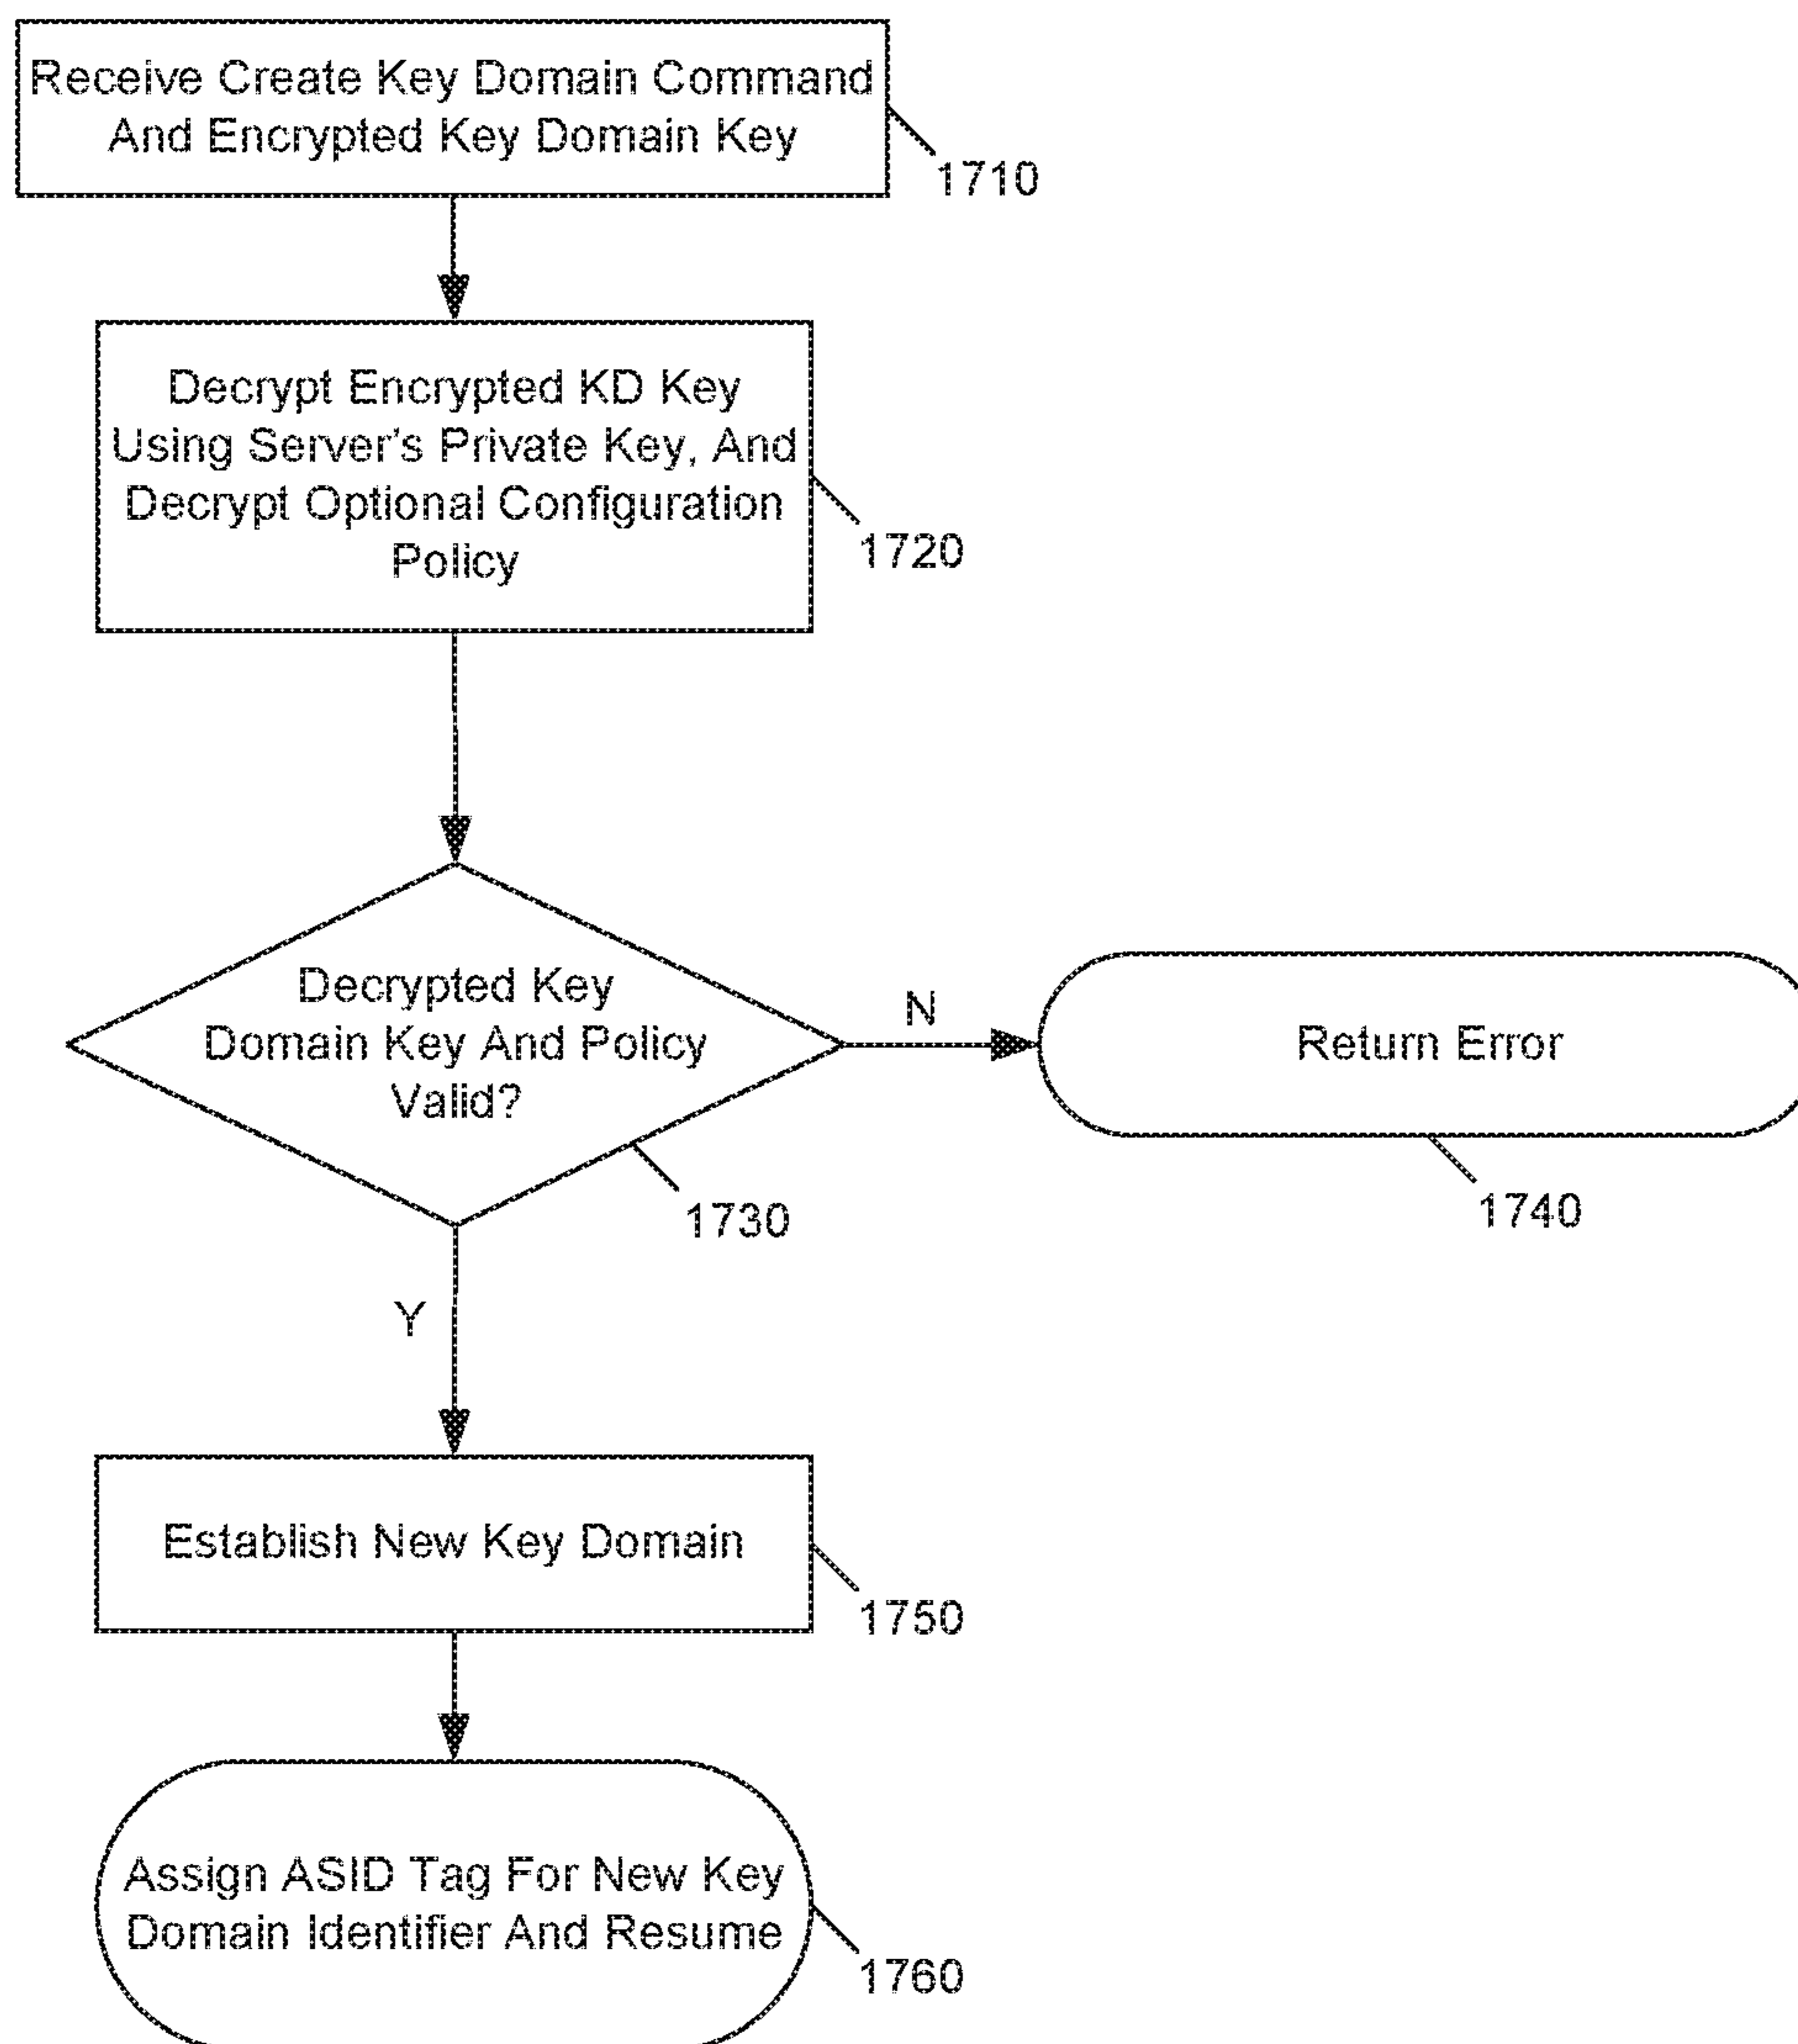 Receive Create Key Domain Command
And Encrypted Key Domain Key
1710
Decrypt Encrypted KD Key
Using Server's Private Key, And
Decrypt Optional Configuration
Policy
1720
Decrypted Key
Domain Key And Policy
Valid?
1730
N
Return Error
1740
Y
Establish New Key Domain
1750
Assign ASID Tag For New Key
Domain Identifier And Resume
1760